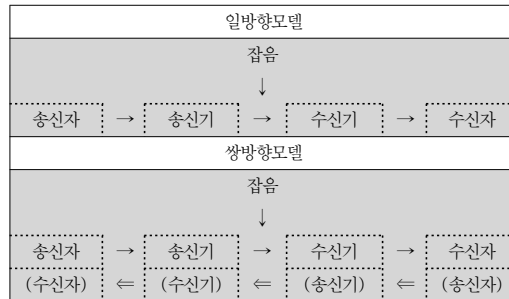 일방향모델
잡음
↓
송신자 → 송신기 → 수신기 → 수신자
쌍방향모델
잡음
↓
송신자 → 송신기 → 수신기 → 수신자
(수신자) ⇐ (수신기) ⇐ (송신기) ⇐ (송신자)